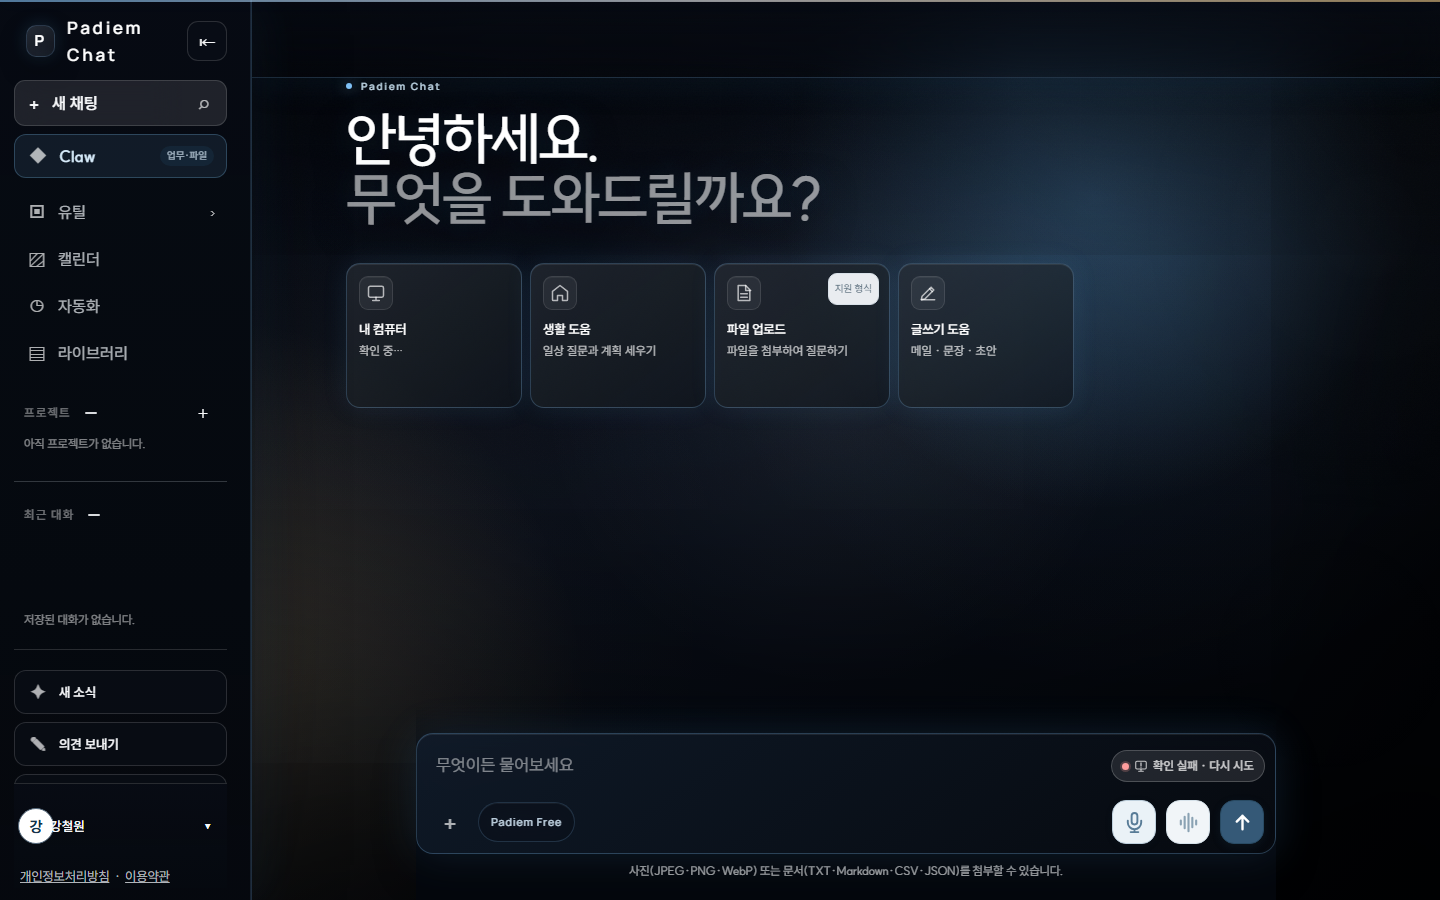 P
Padiem
Chat
+ 새 채팅
Claw
업무·파일
유틸
캘린더
자동화
라이브러리
프로젝트
아직 프로젝트가 없습니다.
최근 대화
저장된 대화가 없습니다.
새 소식
의견 보내기
강
강철원
개인정보처리방침 · 이용약관
Padiem Chat
안녕하세요.
무엇을 도와드릴까요?
내 컴퓨터
확인 중…
생활 도움
일상 질문과 계획 세우기
지원 형식
파일 업로드
파일을 첨부하여 질문하기
글쓰기 도움
메일 · 문장 · 초안
무엇이든 물어보세요
확인 실패 · 다시 시도
+
Padiem Free
사진(JPEG·PNG·WebP) 또는 문서(TXT·Markdown·CSV·JSON)를 첨부할 수 있습니다.